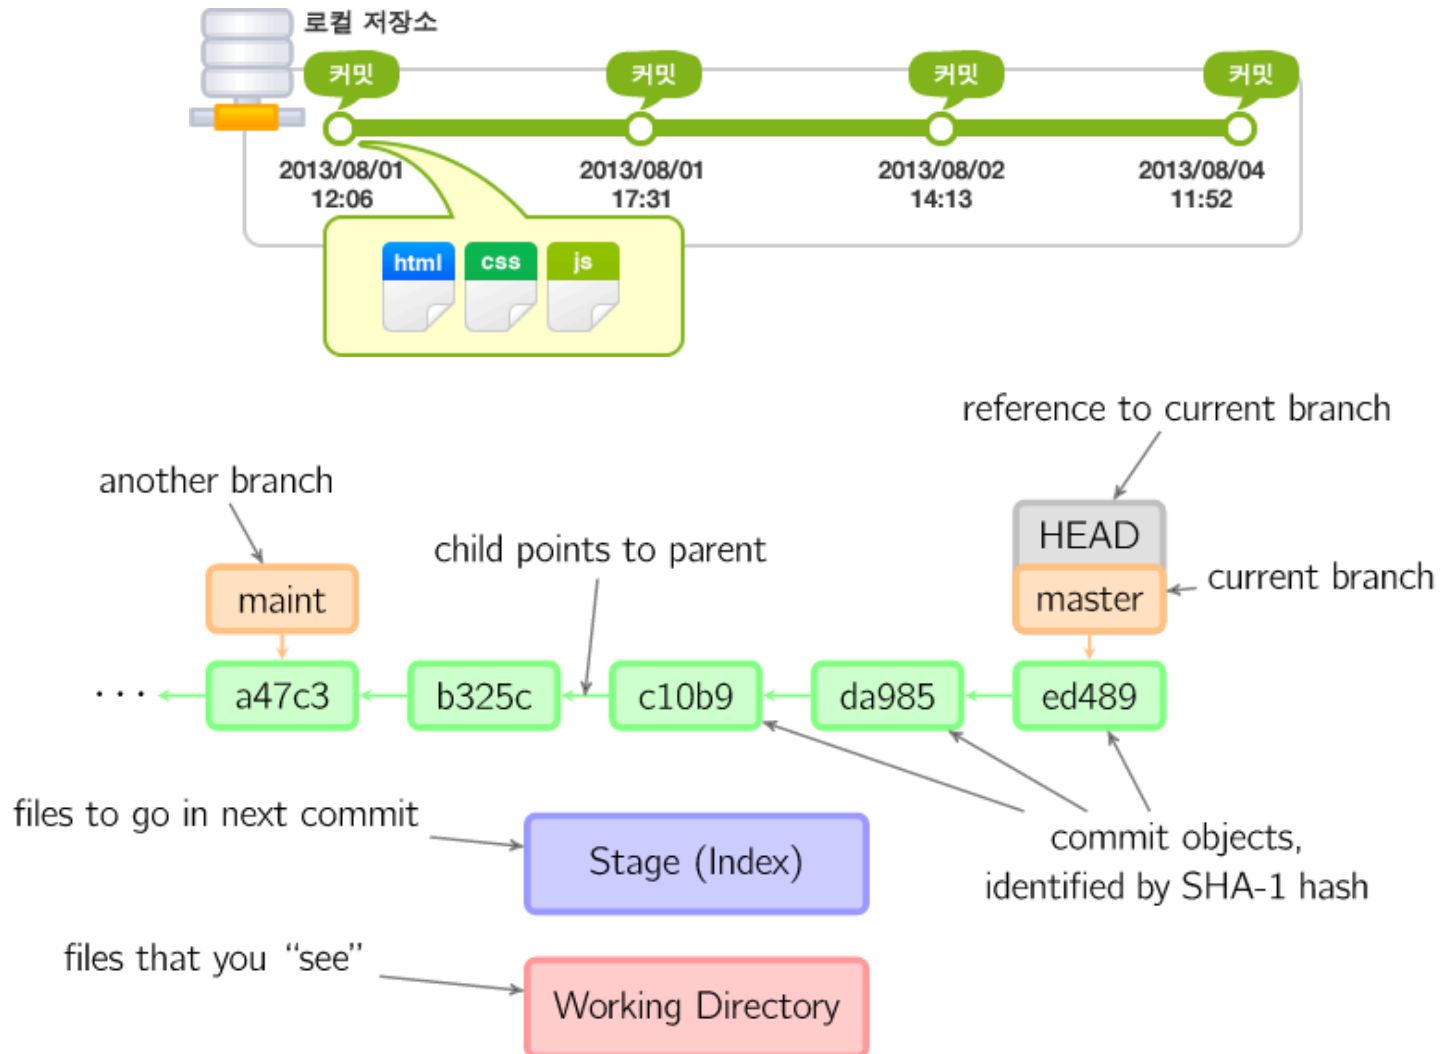 로컬 저장소
커밋 커밋 커밋 커밋
2013/08/01 2013/08/01 2013/08/02 2013/08/04
12:06 17:31 14:13 11:52
html css js
reference to current branch
another branch
HEAD
child points to parent
current branch
maint master
... a47c3 b325c c10b9 da985 ed489
files to go in next commit
Stage (Index)
commit objects,
identified by SHA-1 hash
files that you “see”
Working Directory